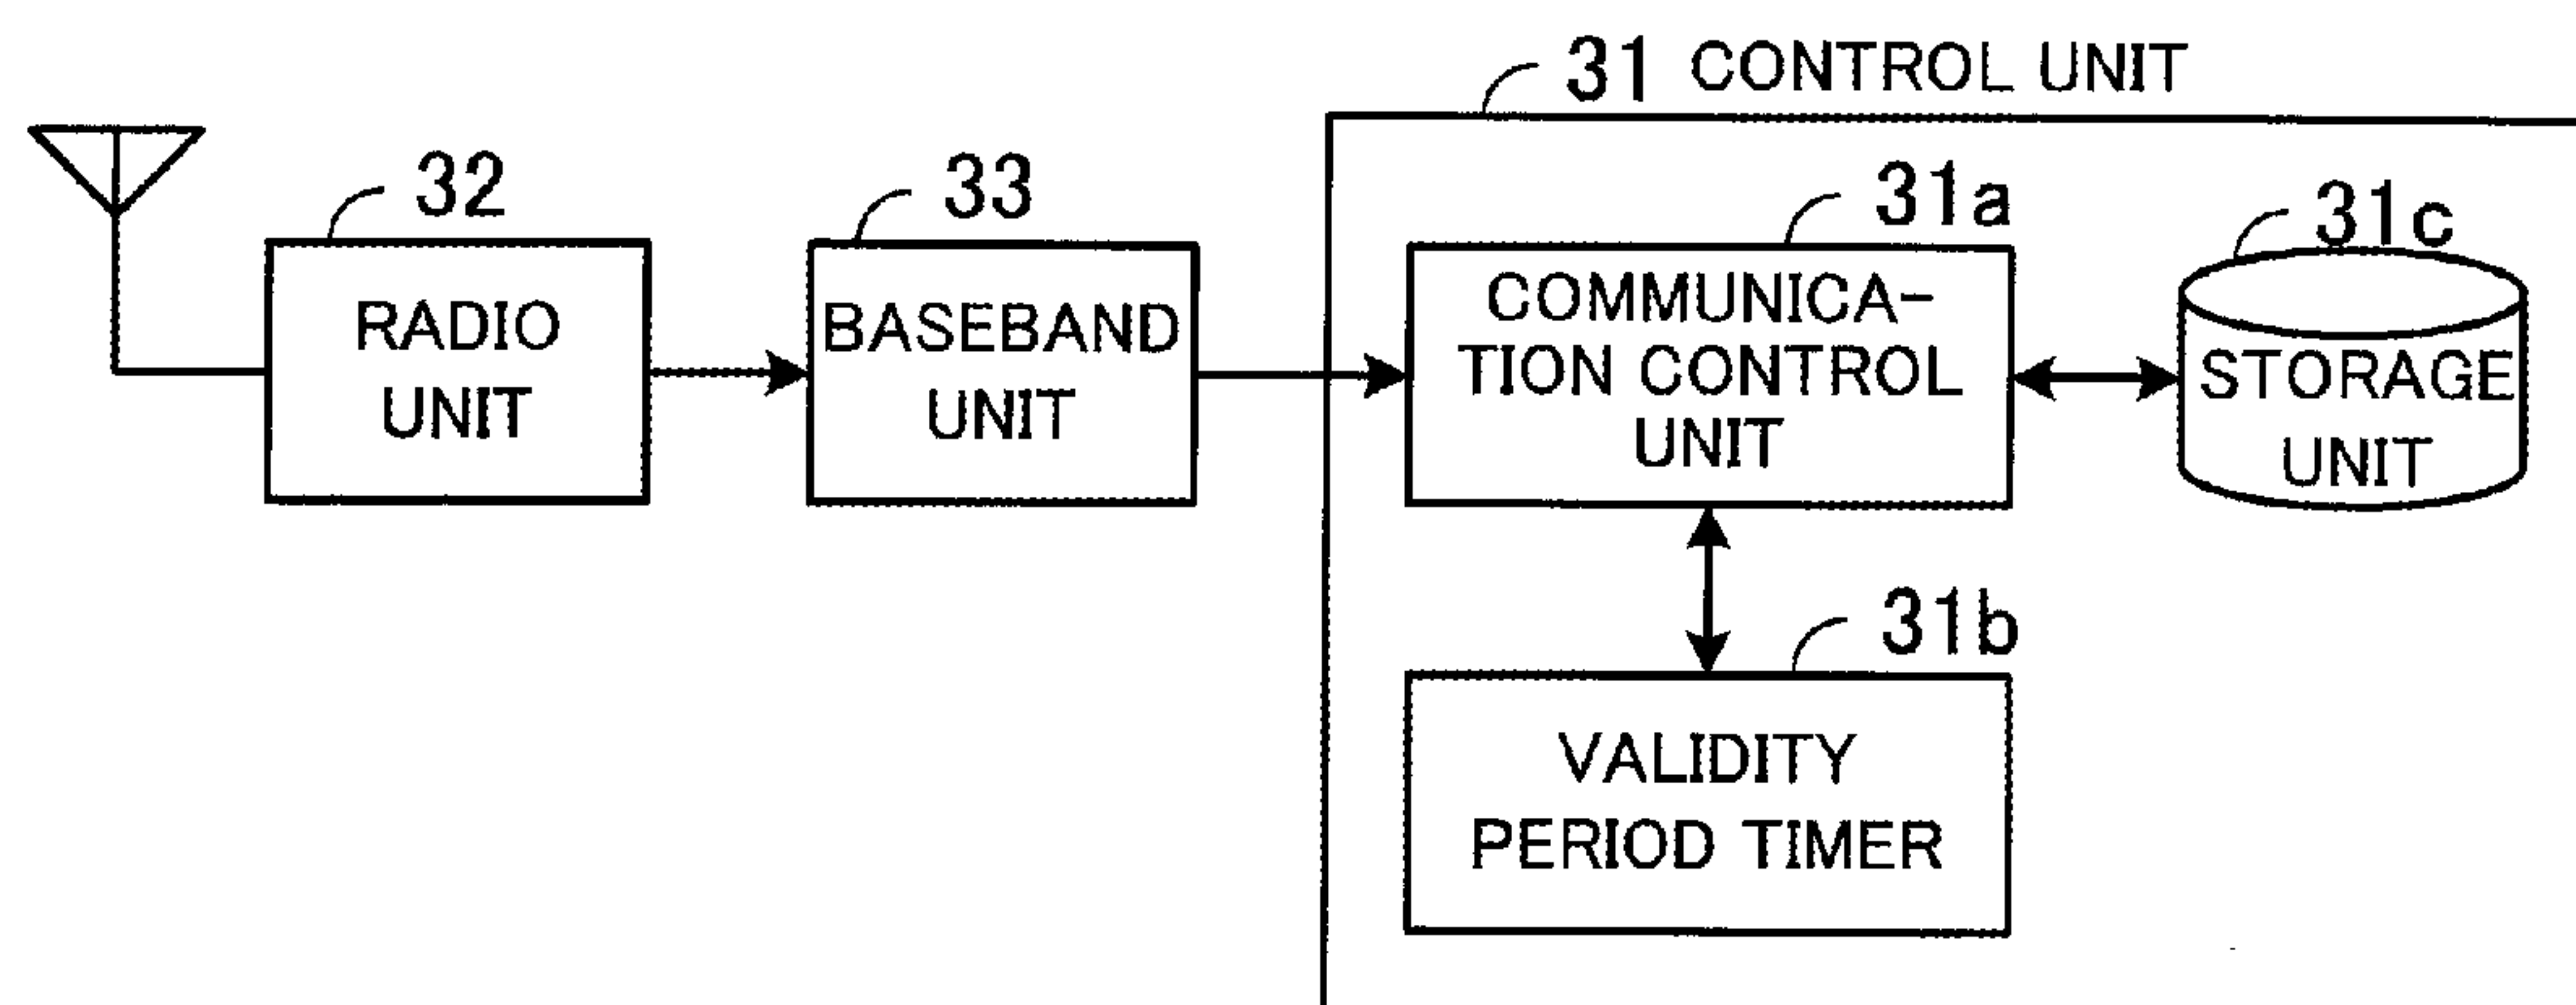 31 CONTROL UNIT
32
33
31a
31c
RADIO
UNIT
BASEBAND
UNIT
COMMUNICA-
TION CONTROL
UNIT
STORAGE
UNIT
31b
VALIDITY
PERIOD TIMER